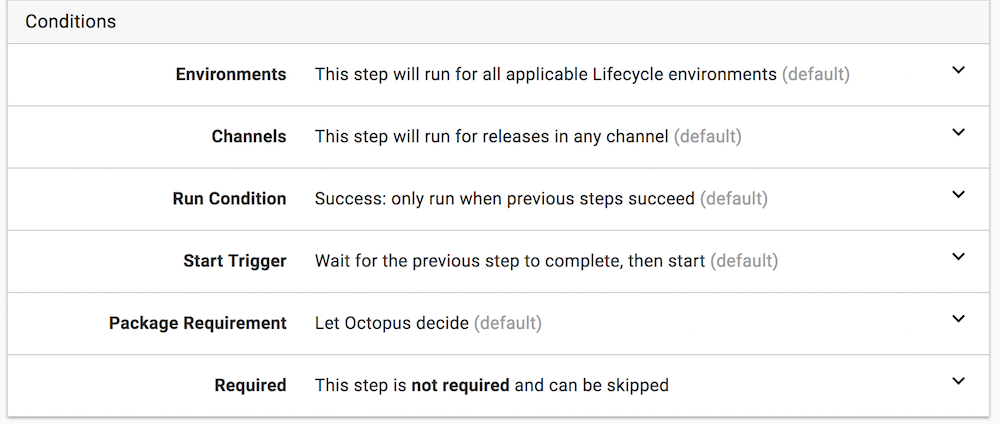 Conditions
Environments This step will run for all applicable Lifecycle environments (default)
Channels This step will run for releases in any channel (default)
Run Condition Success: only run when previous steps succeed (default)
Start Trigger Wait for the previous step to complete, then start (default)
Package Requirement Let Octopus decide (default)
Required This step is not required and can be skipped